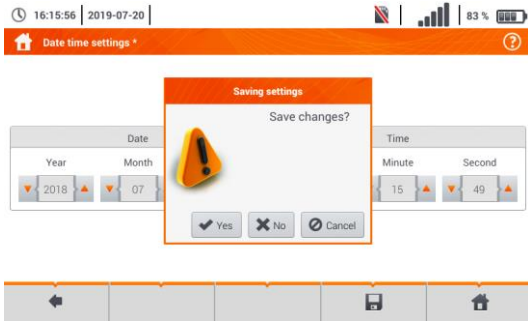 16:15:56 2019-07-20 83 %
Date time settings *
Saving settings
Save changes?
Date Time
Year Month Minute Second
2018 07 15 49
Yes No Cancel